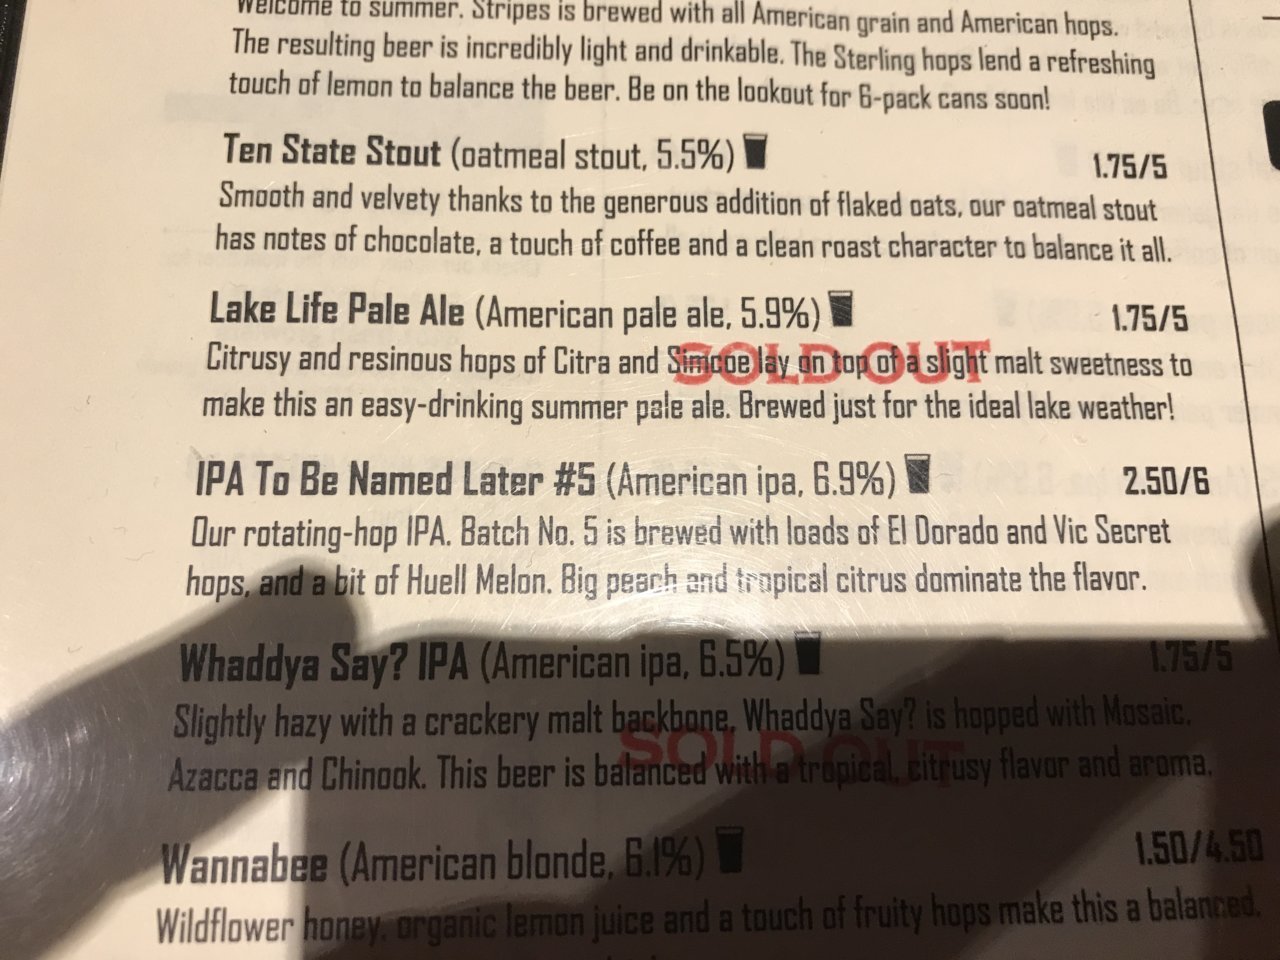 Welcome to summer. Stripes is brewed with all American grain and American hops.
The resulting beer is incredibly light and drinkable. The Sterling hops lend a refreshing
touch of lemon to balance the beer. Be on the lookout for 6-pack cans soon!
Ten State Stout (oatmeal stout, 5.5%) 1.75/5
Smooth and velvety thanks to the generous addition of flaked oats, our oatmeal stout
has notes of chocolate, a touch of coffee and a clean roast character to balance it all.
Lake Life Pale Ale (American pale ale, 5.9%) 1.75/5
Citrusy and resinous hops of Citra and Simcoe lay on top of a slight malt sweetness to
SOLD OUT
make this an easy-drinking summer pale ale. Brewed just for the ideal lake weather!
IPA To Be Named Later #5 (American ipa, 6.9%) 2.50/6
Our rotating-hop IPA. Batch No. 5 is brewed with loads of El Dorado and Vic Secret
hops, and a bit of Huell Melon. Big peach and tropical citrus dominate the flavor.
Whaddya Say? IPA (American ipa, 6.5%) 1.75/5
Slightly hazy with a crackery malt backbone, Whaddya Say? is hopped with Mosaic,
SOLD OUT
Azacca and Chinook. This beer is balanced with a tropical, citrusy flavor and aroma.
Wannabee (American blonde, 6.1%) 1.50/4.50
Wildflower honey, organic lemon juice and a touch of fruity hops make this a balanced,